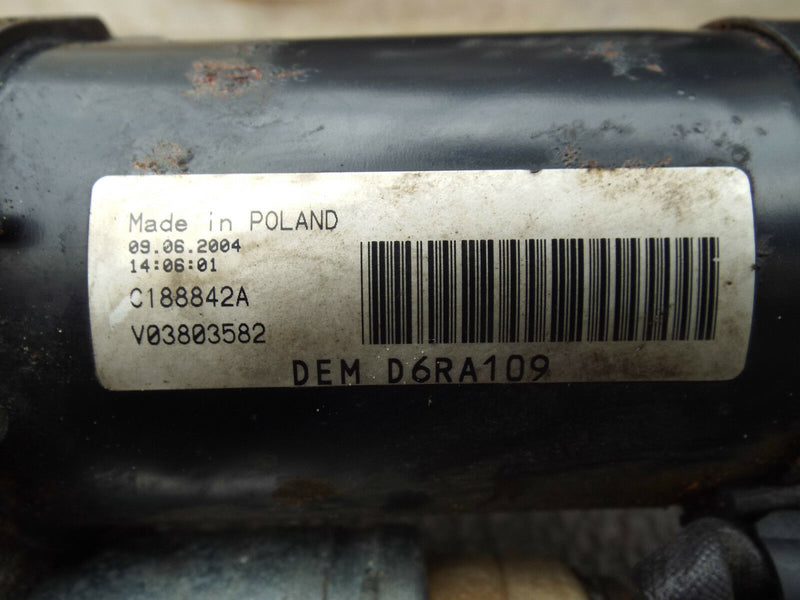 Made in POLAND
09.06.2004
14:06:01
C188842A
V03803582
DEM D6RA109